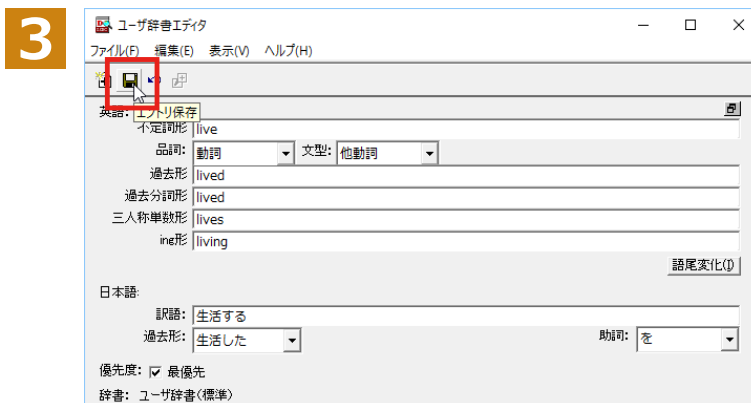 3
ユーザ辞書エディタ
ファイル(F) 編集(E) 表示(V) ヘルプ(H)
英語:
エントリ保存
不定詞形 live
品詞: 動詞 文型: 他動詞
過去形 lived
過去分詞形 lived
三人称単数形 lives
ing形 living
語尾変化(I)
日本語:
訳語: 生活する
過去形: 生活した 助詞: を
優先度: 最優先
辞書: ユーザ辞書(標準)